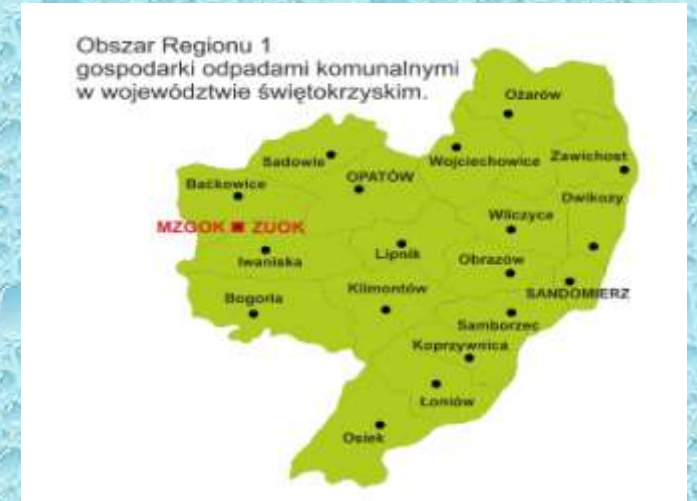 Obszar Regionu 1
gospodarki odpadami komunalnymi
w województwie świętokrzyskim.
Ożarów
Sadowie
Wojciechowice
Zawichost
OPATÓW
Baćkowice
Dwikozy
Wilczyce
MZGOK ZUOK
Lipnik
Iwaniska
Obrazów
Klimontów
SANDOMIERZ
Bogoria
Samborzec
Koprzywnica
Łoniów
Osiek